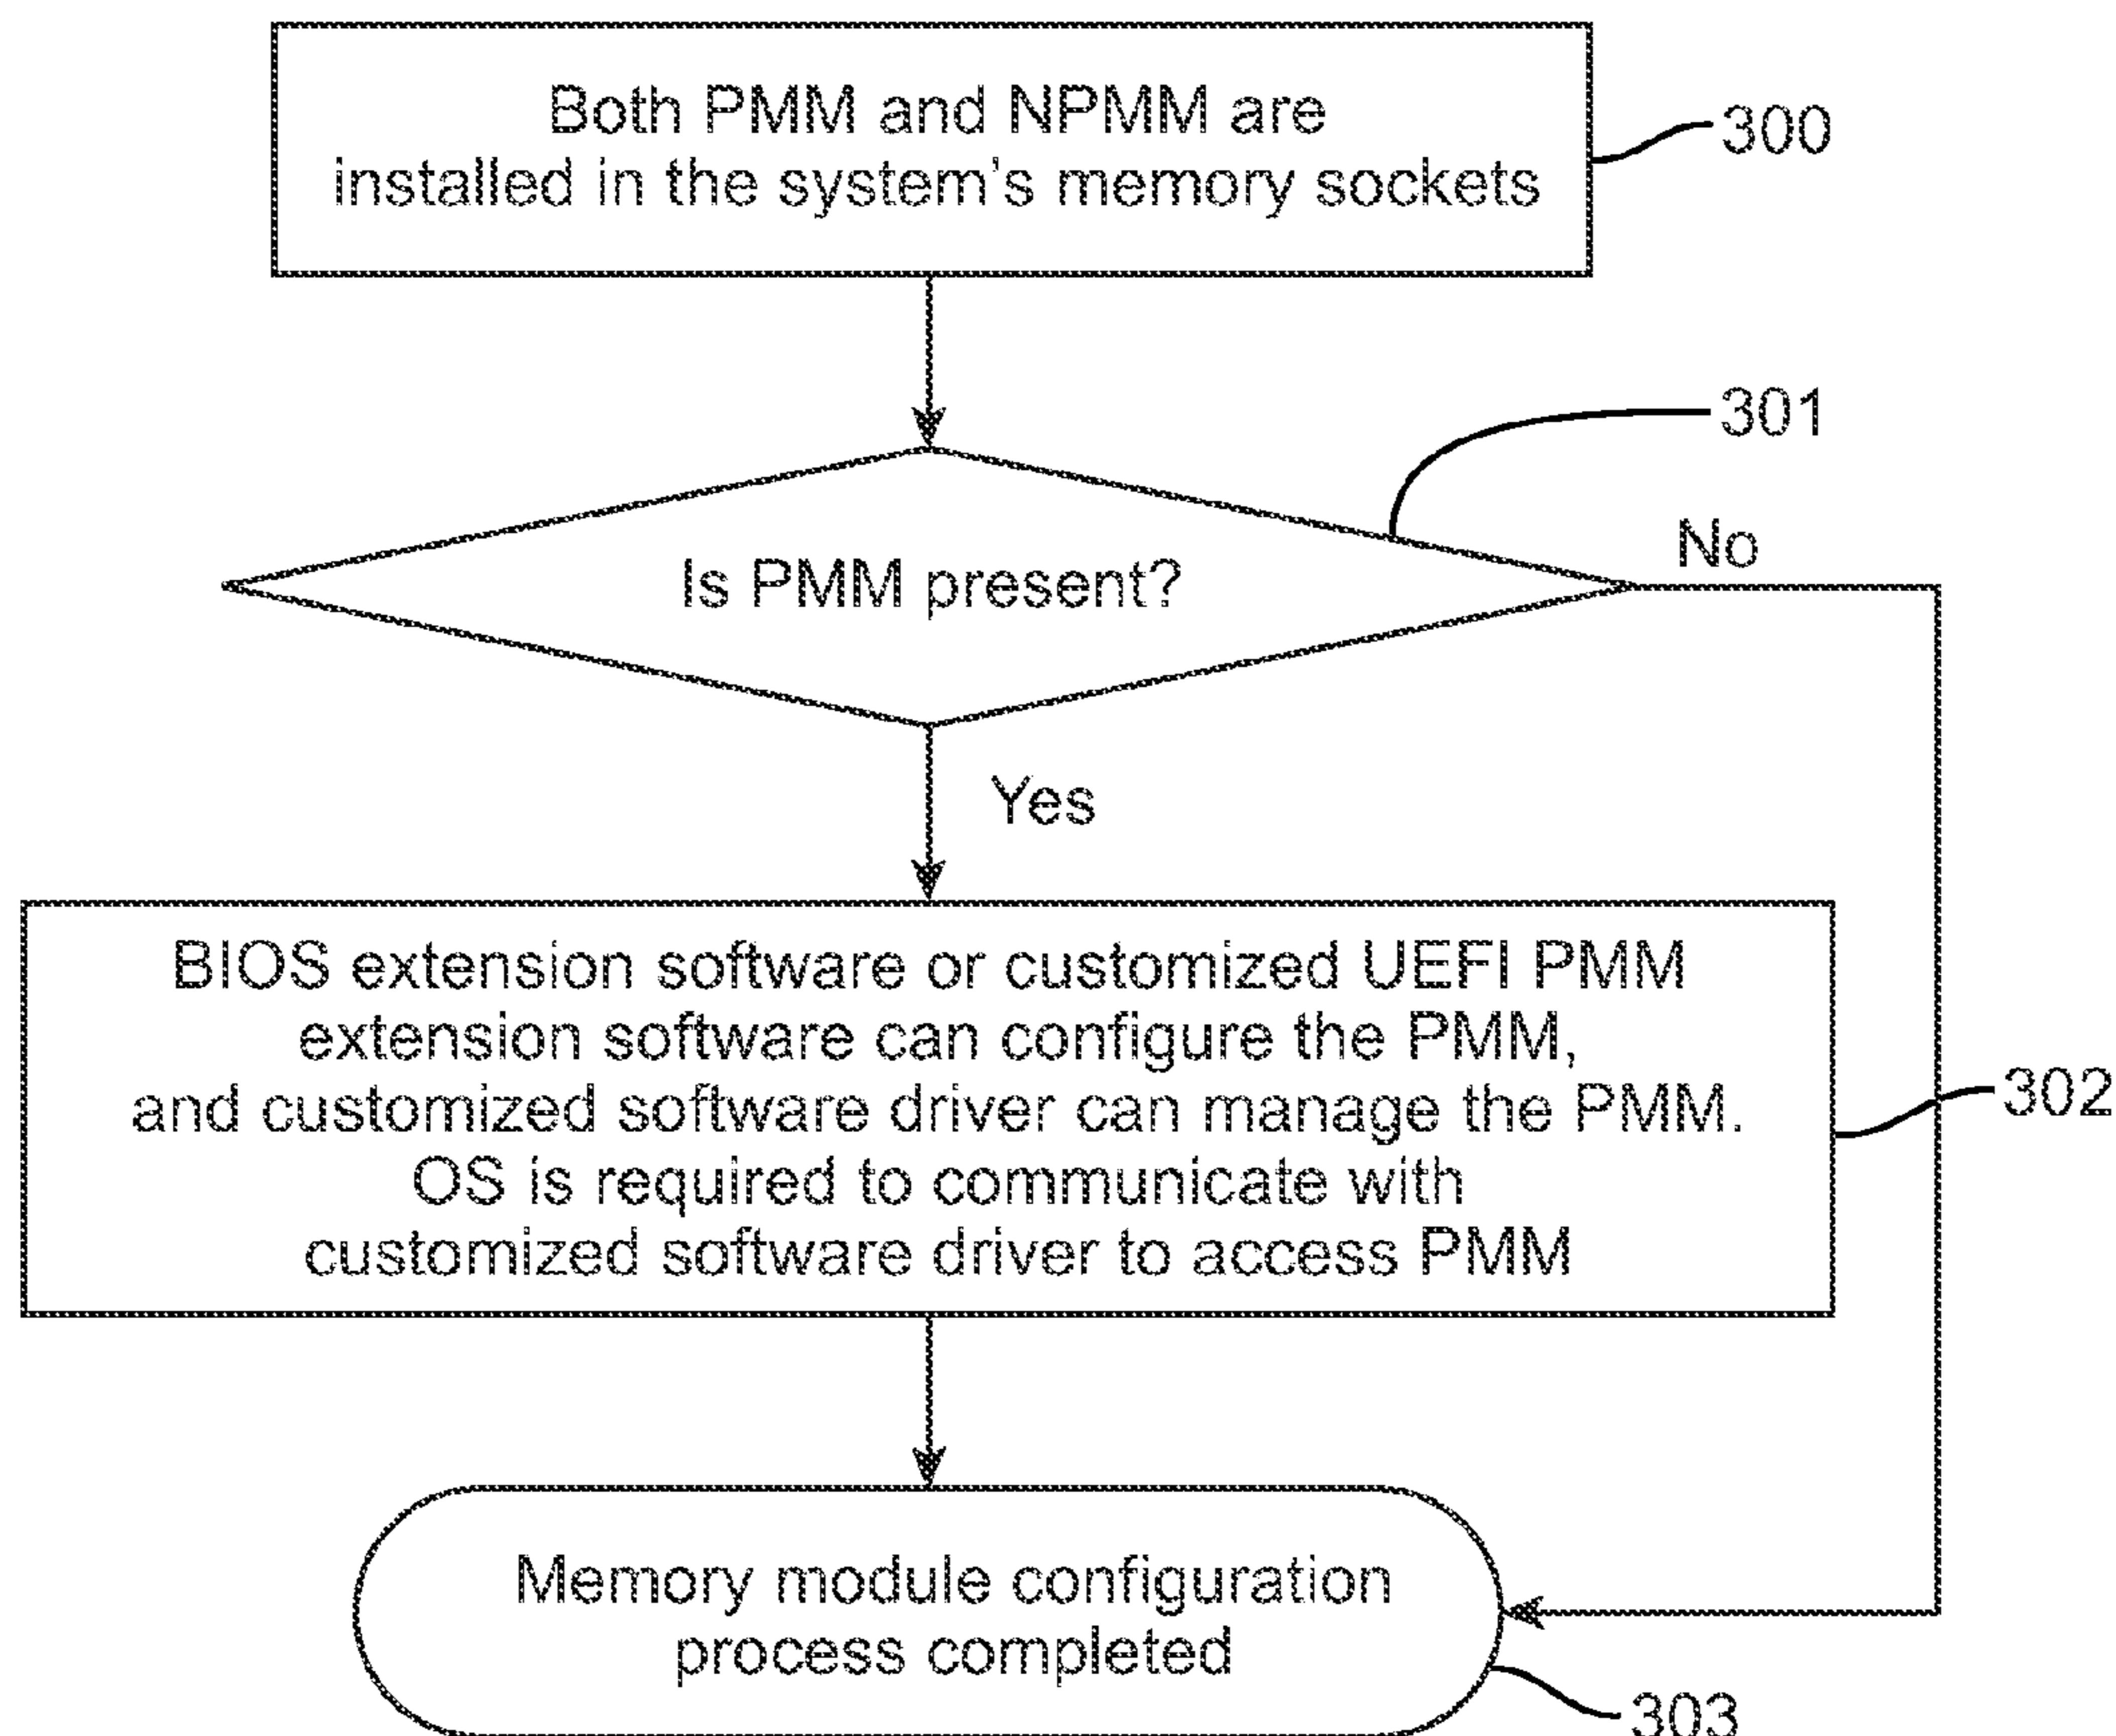 Both PMM and NPMM are
installed in the system's memory sockets
300
301
Is PMM present?
No
Yes
BIOS extension software or customized UEFI PMM
extension software can configure the PMM,
and customized software driver can manage the PMM.
OS is required to communicate with
customized software driver to access PMM
302
Memory module configuration
process completed
303